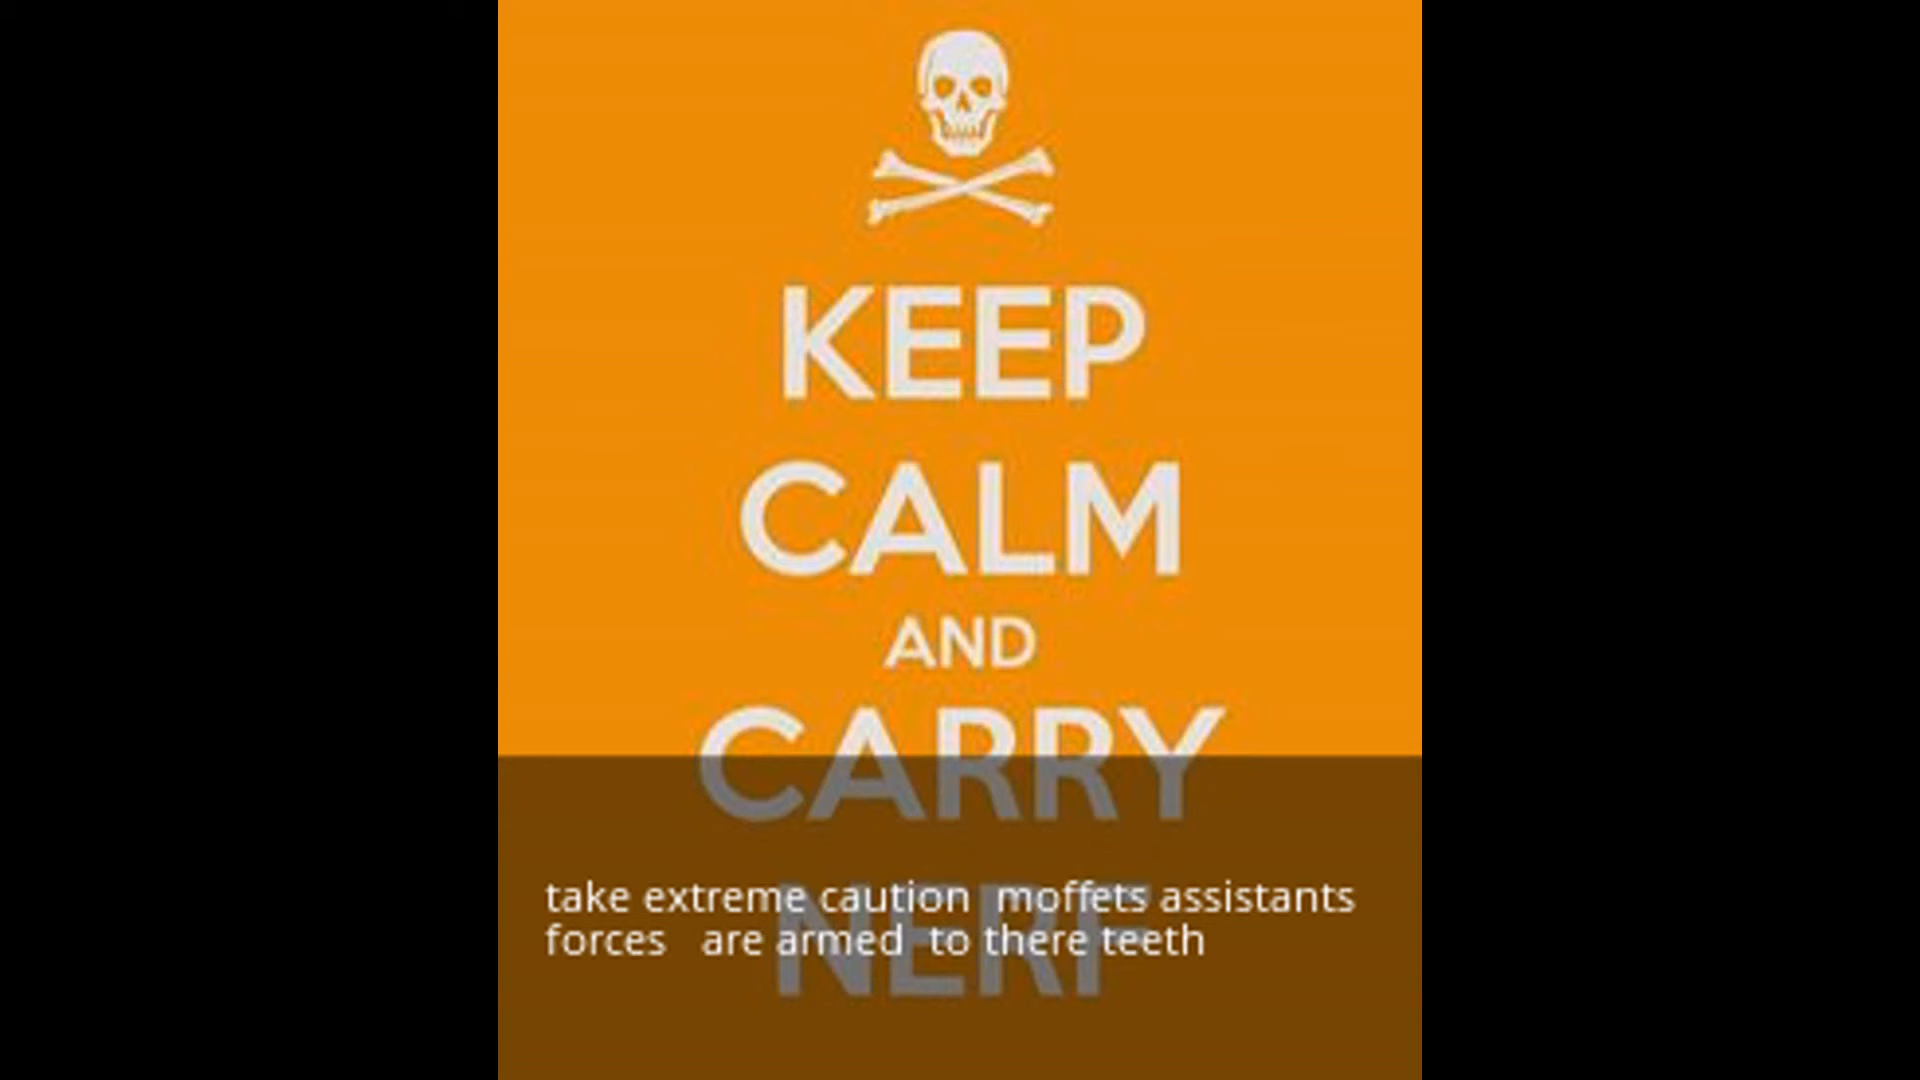 KEEP
CALM
AND
CARRY
NERF
take extreme caution  moffets assistants
forces   are armed  to there teeth